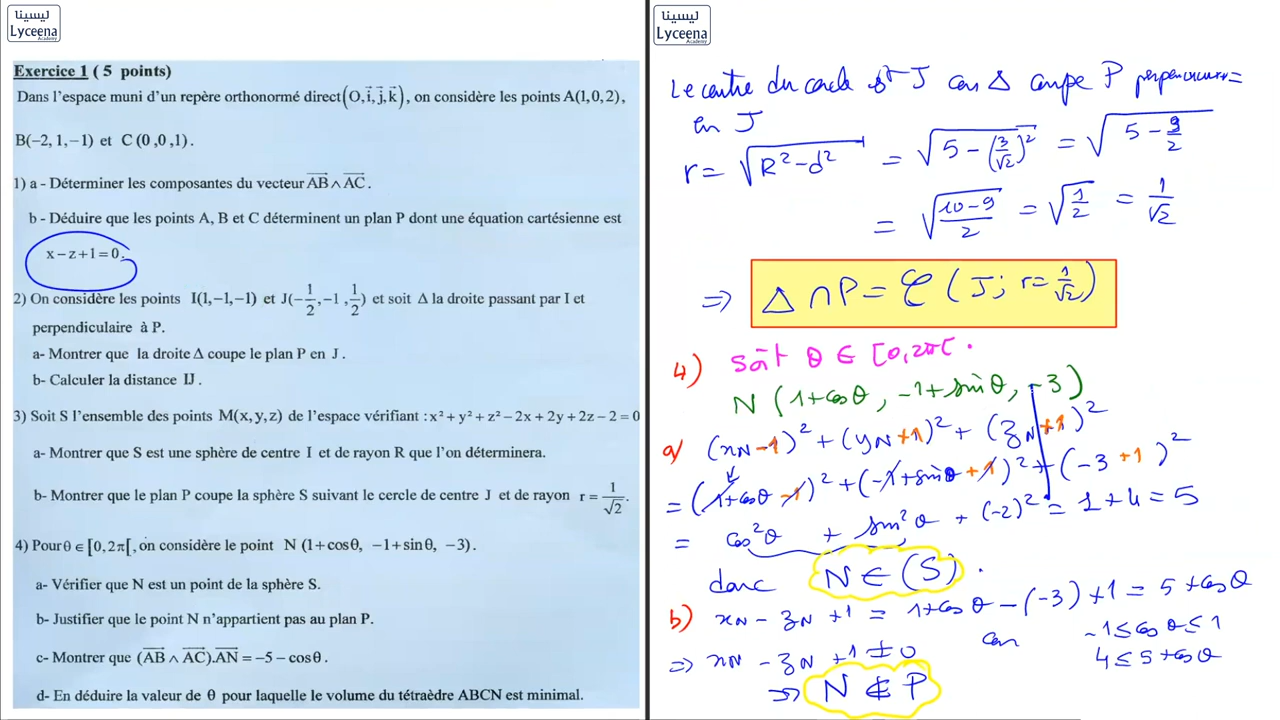 ليسينا
Lyceena
Academy
Exercice 1 ( 5 points)
Dans l'espace muni d'un repère orthonormé direct (O,i⃗,j⃗,k⃗), on considère les points A(1,0,2),
B(−2,1,−1) et C(0,0,1).
1) a - Déterminer les composantes du vecteur AB∧AC.
b - Déduire que les points A, B et C déterminent un plan P dont une équation cartésienne est
x−z+1=0.
2) On considère les points I(1,−1,−1) et J(−1/2,−1,1/2) et soit Δ la droite passant par I et
perpendiculaire à P.
a- Montrer que la droite Δ coupe le plan P en J.
b- Calculer la distance IJ.
3) Soit S l'ensemble des points M(x,y,z) de l'espace vérifiant : x²+y²+z²−2x+2y+2z−2=0
a- Montrer que S est une sphère de centre I et de rayon R que l'on déterminera.
b- Montrer que le plan P coupe la sphère S suivant le cercle de centre J et de rayon r=1/√2.
4) Pour θ∈[0,2π[, on considère le point N (1+cosθ, −1+sinθ, −3).
a- Vérifier que N est un point de la sphère S.
b- Justifier que le point N n'appartient pas au plan P.
c- Montrer que (AB∧AC).AN=−5−cosθ.
d- En déduire la valeur de θ pour laquelle le volume du tétraèdre ABCN est minimal.
ليسينا
Lyceena
Academy
Le centre du cercle est J car Δ coupe P
en J
r = √(R²−d²) = √(5−(3/√2)²) = √(5−9/2)
= √((10−9)/2) = √(1/2) = 1/√2
⇒ Δ∩P = C (J; r=1/√2)
4) Soit θ ∈ [0,2π[.
N (1+cosθ, −1+sinθ, −3)
a) (xN−1)²+(yN+1)²+(zN+1)²
= (1+cosθ−1)²+(−1+sinθ+1)²+(−3+1)²
= cos²θ + sin²θ + (−2)² = 1+4 = 5
donc N ∈ (S).
b) xN−zN+1 = 1+cosθ−(−3)+1 = 5+cosθ
car −1≤cosθ≤1
⇒ xN−zN+1≠0 4≤5+cosθ
⇒ N ∉ P